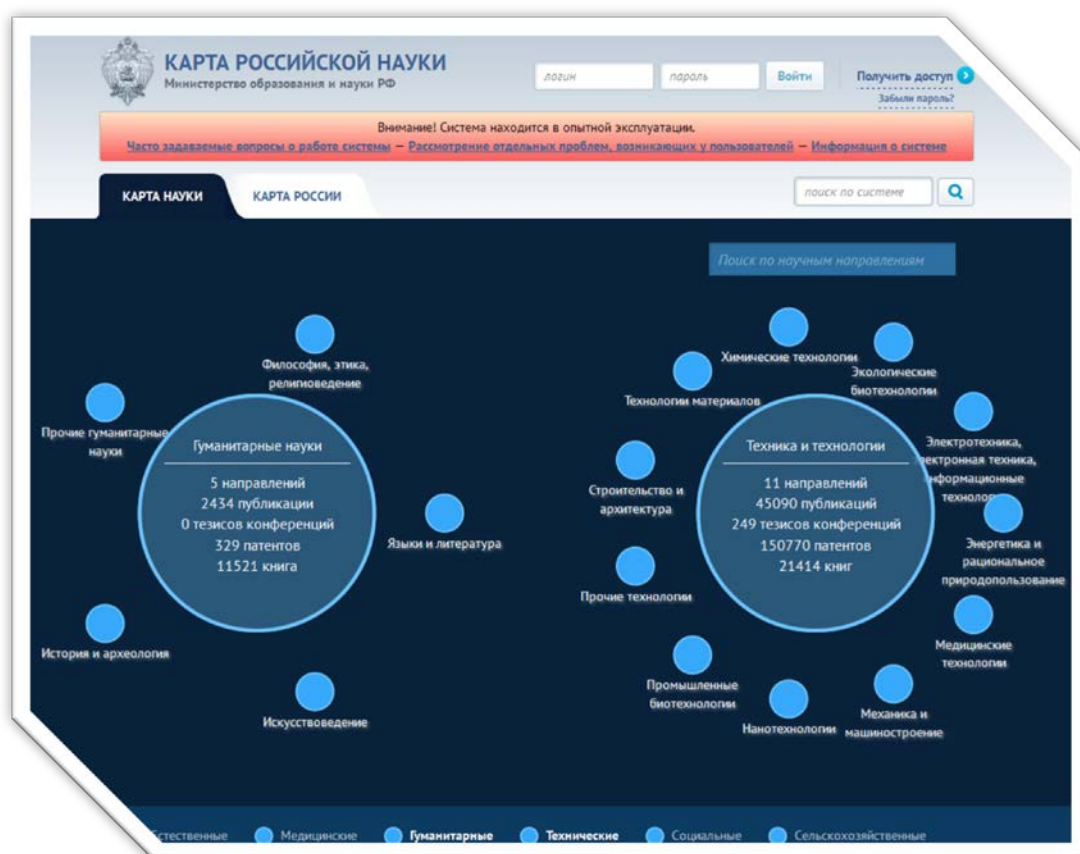 КАРТА РОССИЙСКОЙ НАУКИ
Министерство образования и науки РФ
логин
пароль
Войти
Получить доступ
Забыли пароль?
Внимание! Система находится в опытной эксплуатации.
Часто задаваемые вопросы о работе системы — Рассмотрение отдельных проблем, возникающих у пользователей — Информация о системе
КАРТА НАУКИ
КАРТА РОССИИ
поиск по системе
Поиск по научным направлениям
Философия, этика,
религиоведение
Прочие гуманитарные
науки
Гуманитарные науки
5 направлений
2434 публикации
0 тезисов конференций
329 патентов
11521 книга
Языки и литература
История и археология
Искусствоведение
Химические технологии
Экологические
биотехнологии
Технологии материалов
Электротехника,
электронная техника,
информационные
технологии
Строительство и
архитектура
Техника и технологии
11 направлений
45090 публикаций
249 тезисов конференций
150770 патентов
21414 книг
Энергетика и
рациональное
природопользование
Прочие технологии
Медицинские
технологии
Промышленные
биотехнологии
Нанотехнологии
Механика и
машиностроение
Естественные
Медицинские
Гуманитарные
Технические
Социальные
Сельскохозяйственные